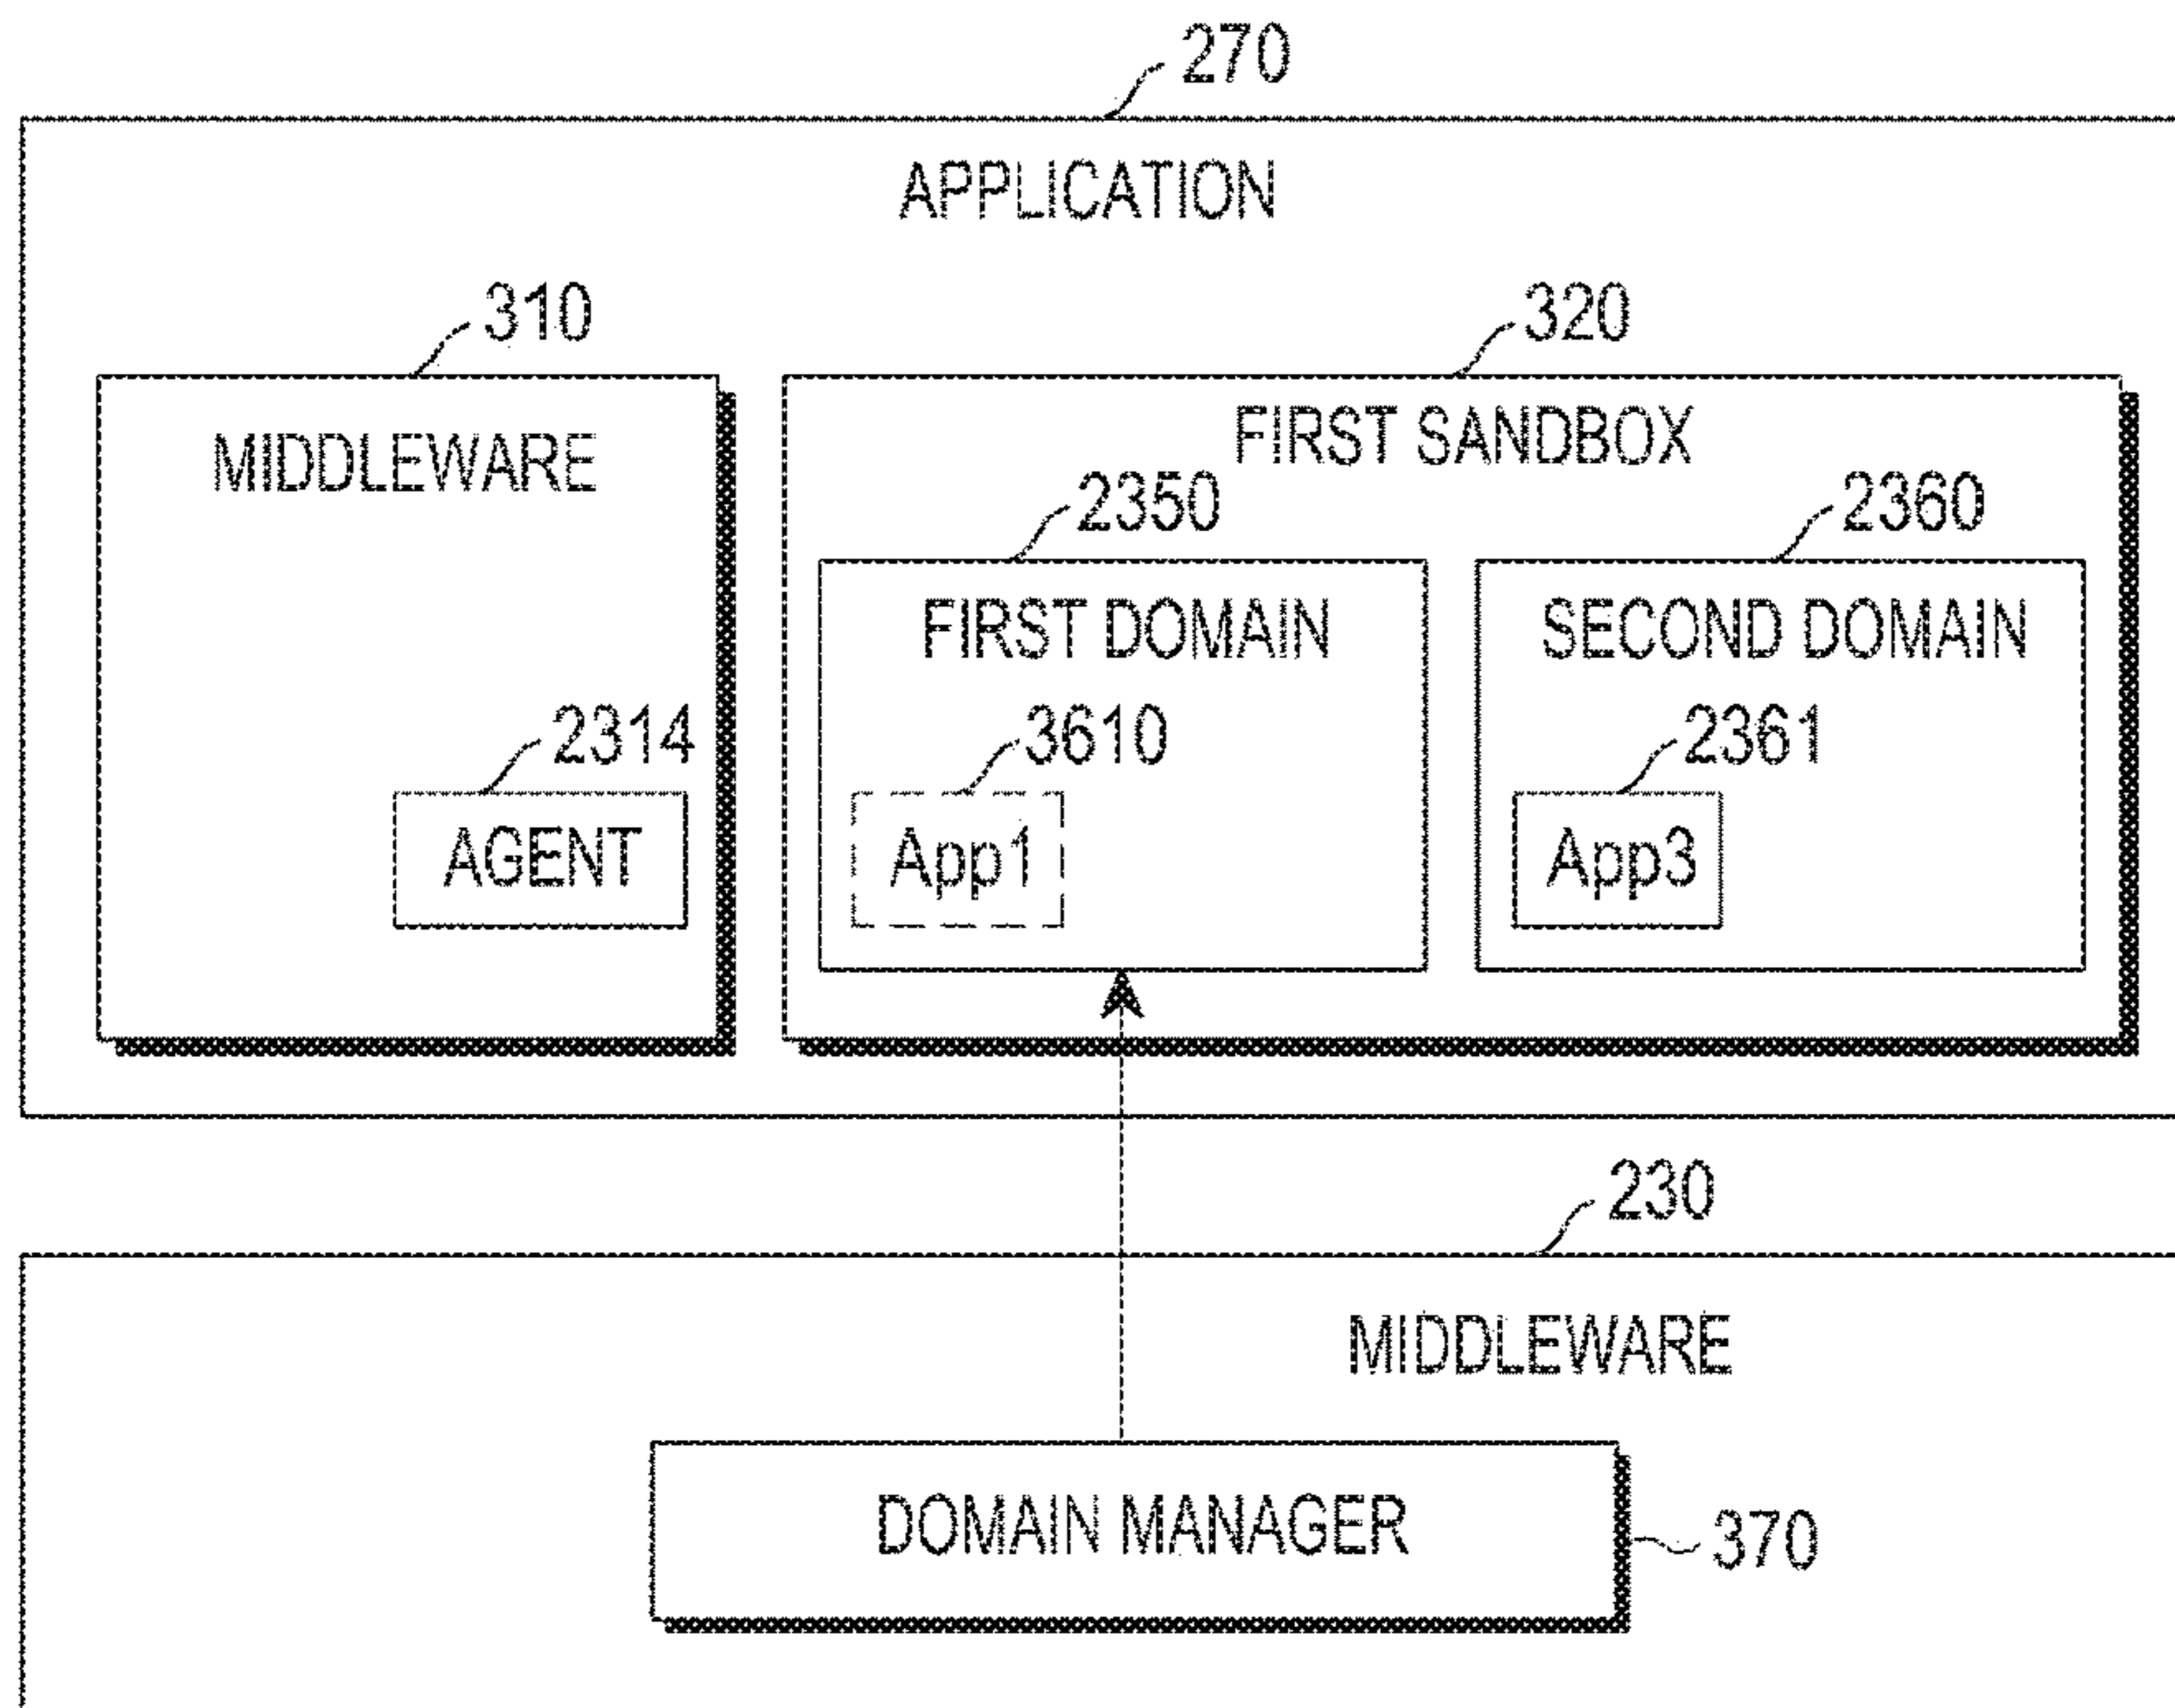 270
APPLICATION
310
320
MIDDLEWARE
FIRST SANDBOX
2350
2360
FIRST DOMAIN
SECOND DOMAIN
2314
3610
2361
AGENT
App1
App3
230
MIDDLEWARE
DOMAIN MANAGER
370